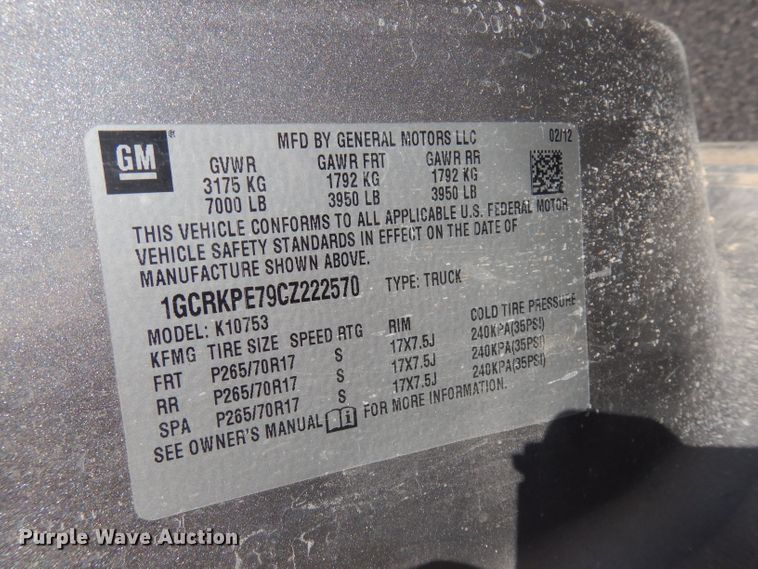 GM ® MFD BY GENERAL MOTORS LLC 02/12
GVWR GAWR FRT GAWR RR
3175 KG 1792 KG 1792 KG
7000 LB 3950 LB 3950 LB
THIS VEHICLE CONFORMS TO ALL APPLICABLE U.S. FEDERAL MOTOR
VEHICLE SAFETY STANDARDS IN EFFECT ON THE DATE OF
MANUFACTURE SHOWN ABOVE.
1GCRKPE79CZ222570 TYPE: TRUCK
MODEL: K10753
KFMG TIRE SIZE SPEED RTG RIM COLD TIRE PRESSURE
FRT P265/70R17 S 17X7.5J 240KPA(35PSI)
RR P265/70R17 S 17X7.5J 240KPA(35PSI)
SPA P265/70R17 S 17X7.5J 240KPA(35PSI)
SEE OWNER'S MANUAL FOR MORE INFORMATION.
Purple Wave Auction